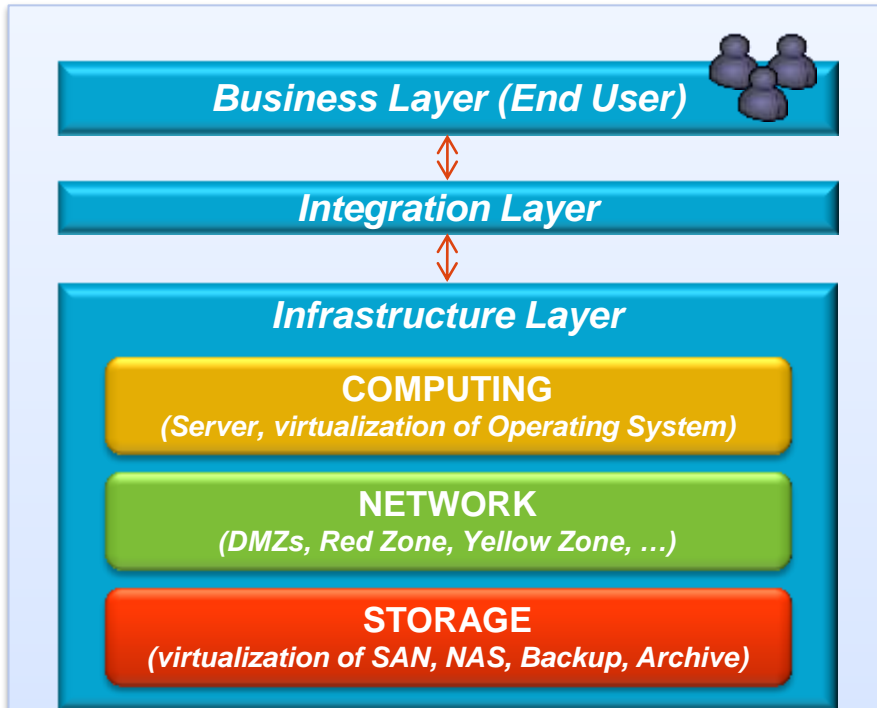 Business Layer (End User)
Integration Layer
Infrastructure Layer
COMPUTING
(Server, virtualization of Operating System)
NETWORK
(DMZs, Red Zone, Yellow Zone, …)
STORAGE
(virtualization of SAN, NAS, Backup, Archive)